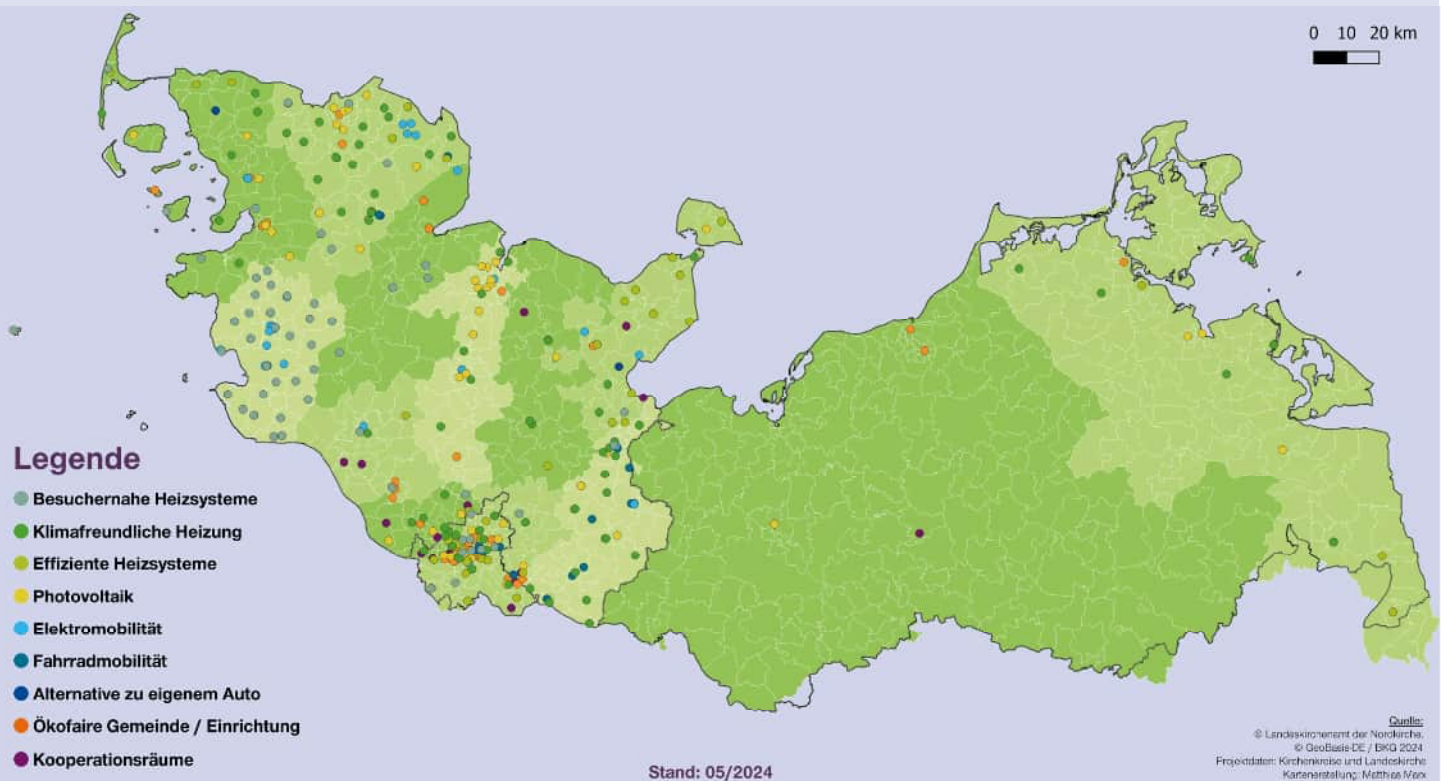 0 10 20 km
Legende
Besuchernahe Heizsysteme
Klimafreundliche Heizung
Effiziente Heizsysteme
Photovoltaik
Elektromobilität
Fahrradmobilität
Alternative zu eigenem Auto
Ökofaire Gemeinde / Einrichtung
Kooperationsräume
Stand: 05/2024
Quelle:
© Landeskirchenamt der Nordkirche,
© GeoBasis-DE / BKG 2024
Projektdaten: Kirchenkreise und Landeskirche
Kartenerstellung: Matthias Marx